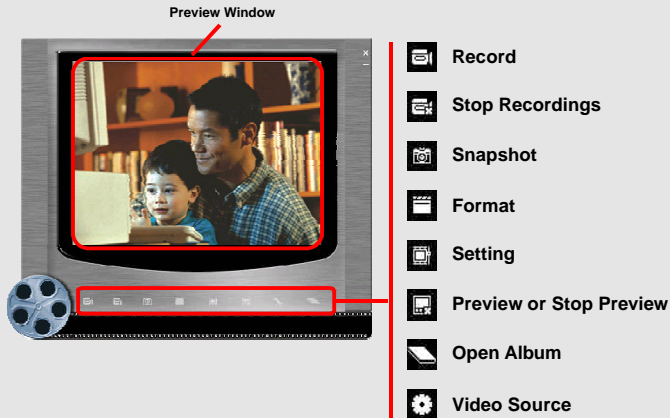 Preview Window
Record
Stop Recordings
Snapshot
Format
Setting
Preview or Stop Preview
Open Album
Video Source